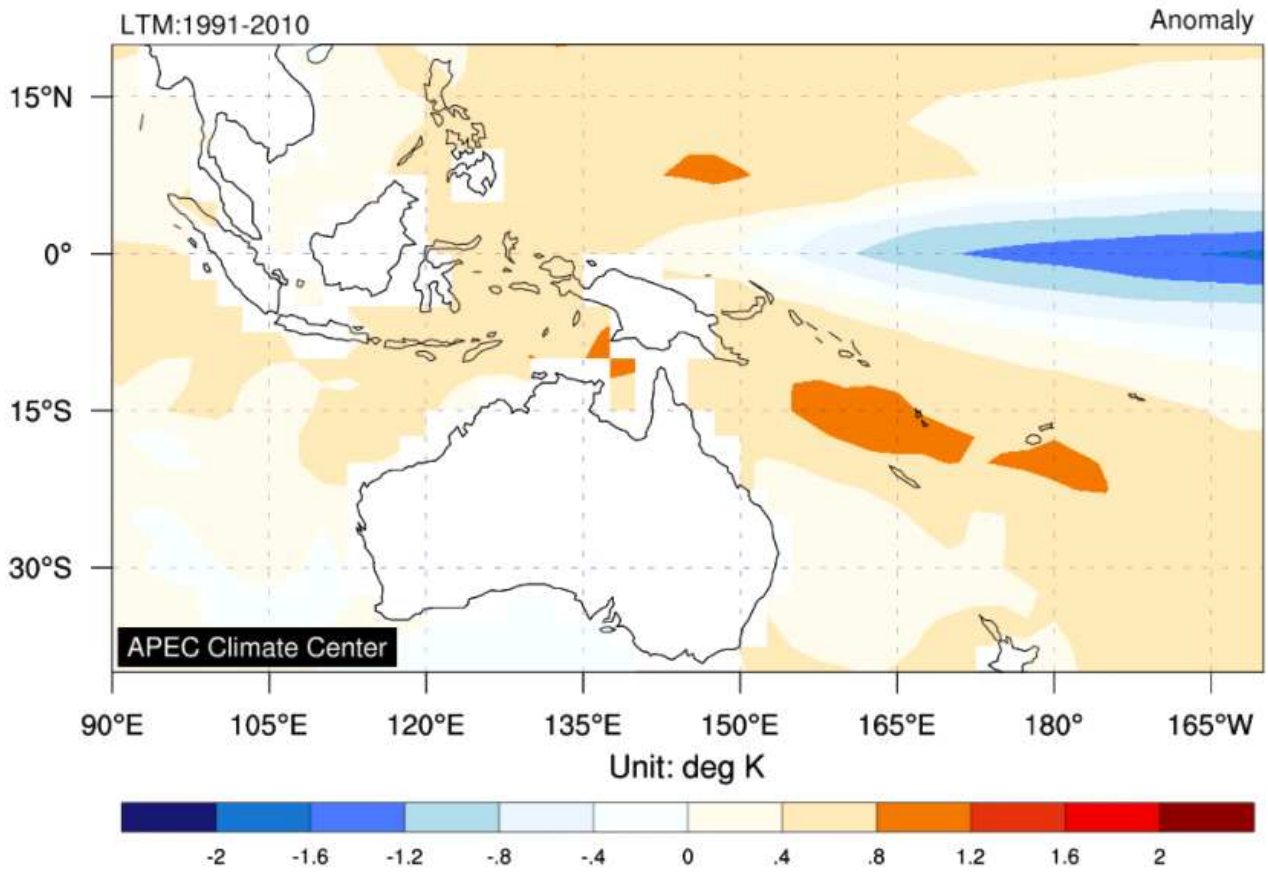 LTM:1991-2010 Anomaly
15°N
0°
15°S
30°S
APEC Climate Center
90°E 105°E 120°E 135°E 150°E 165°E 180° 165°W
Unit: deg K
-2 -1.6 -1.2 -.8 -.4 0 .4 .8 1.2 1.6 2